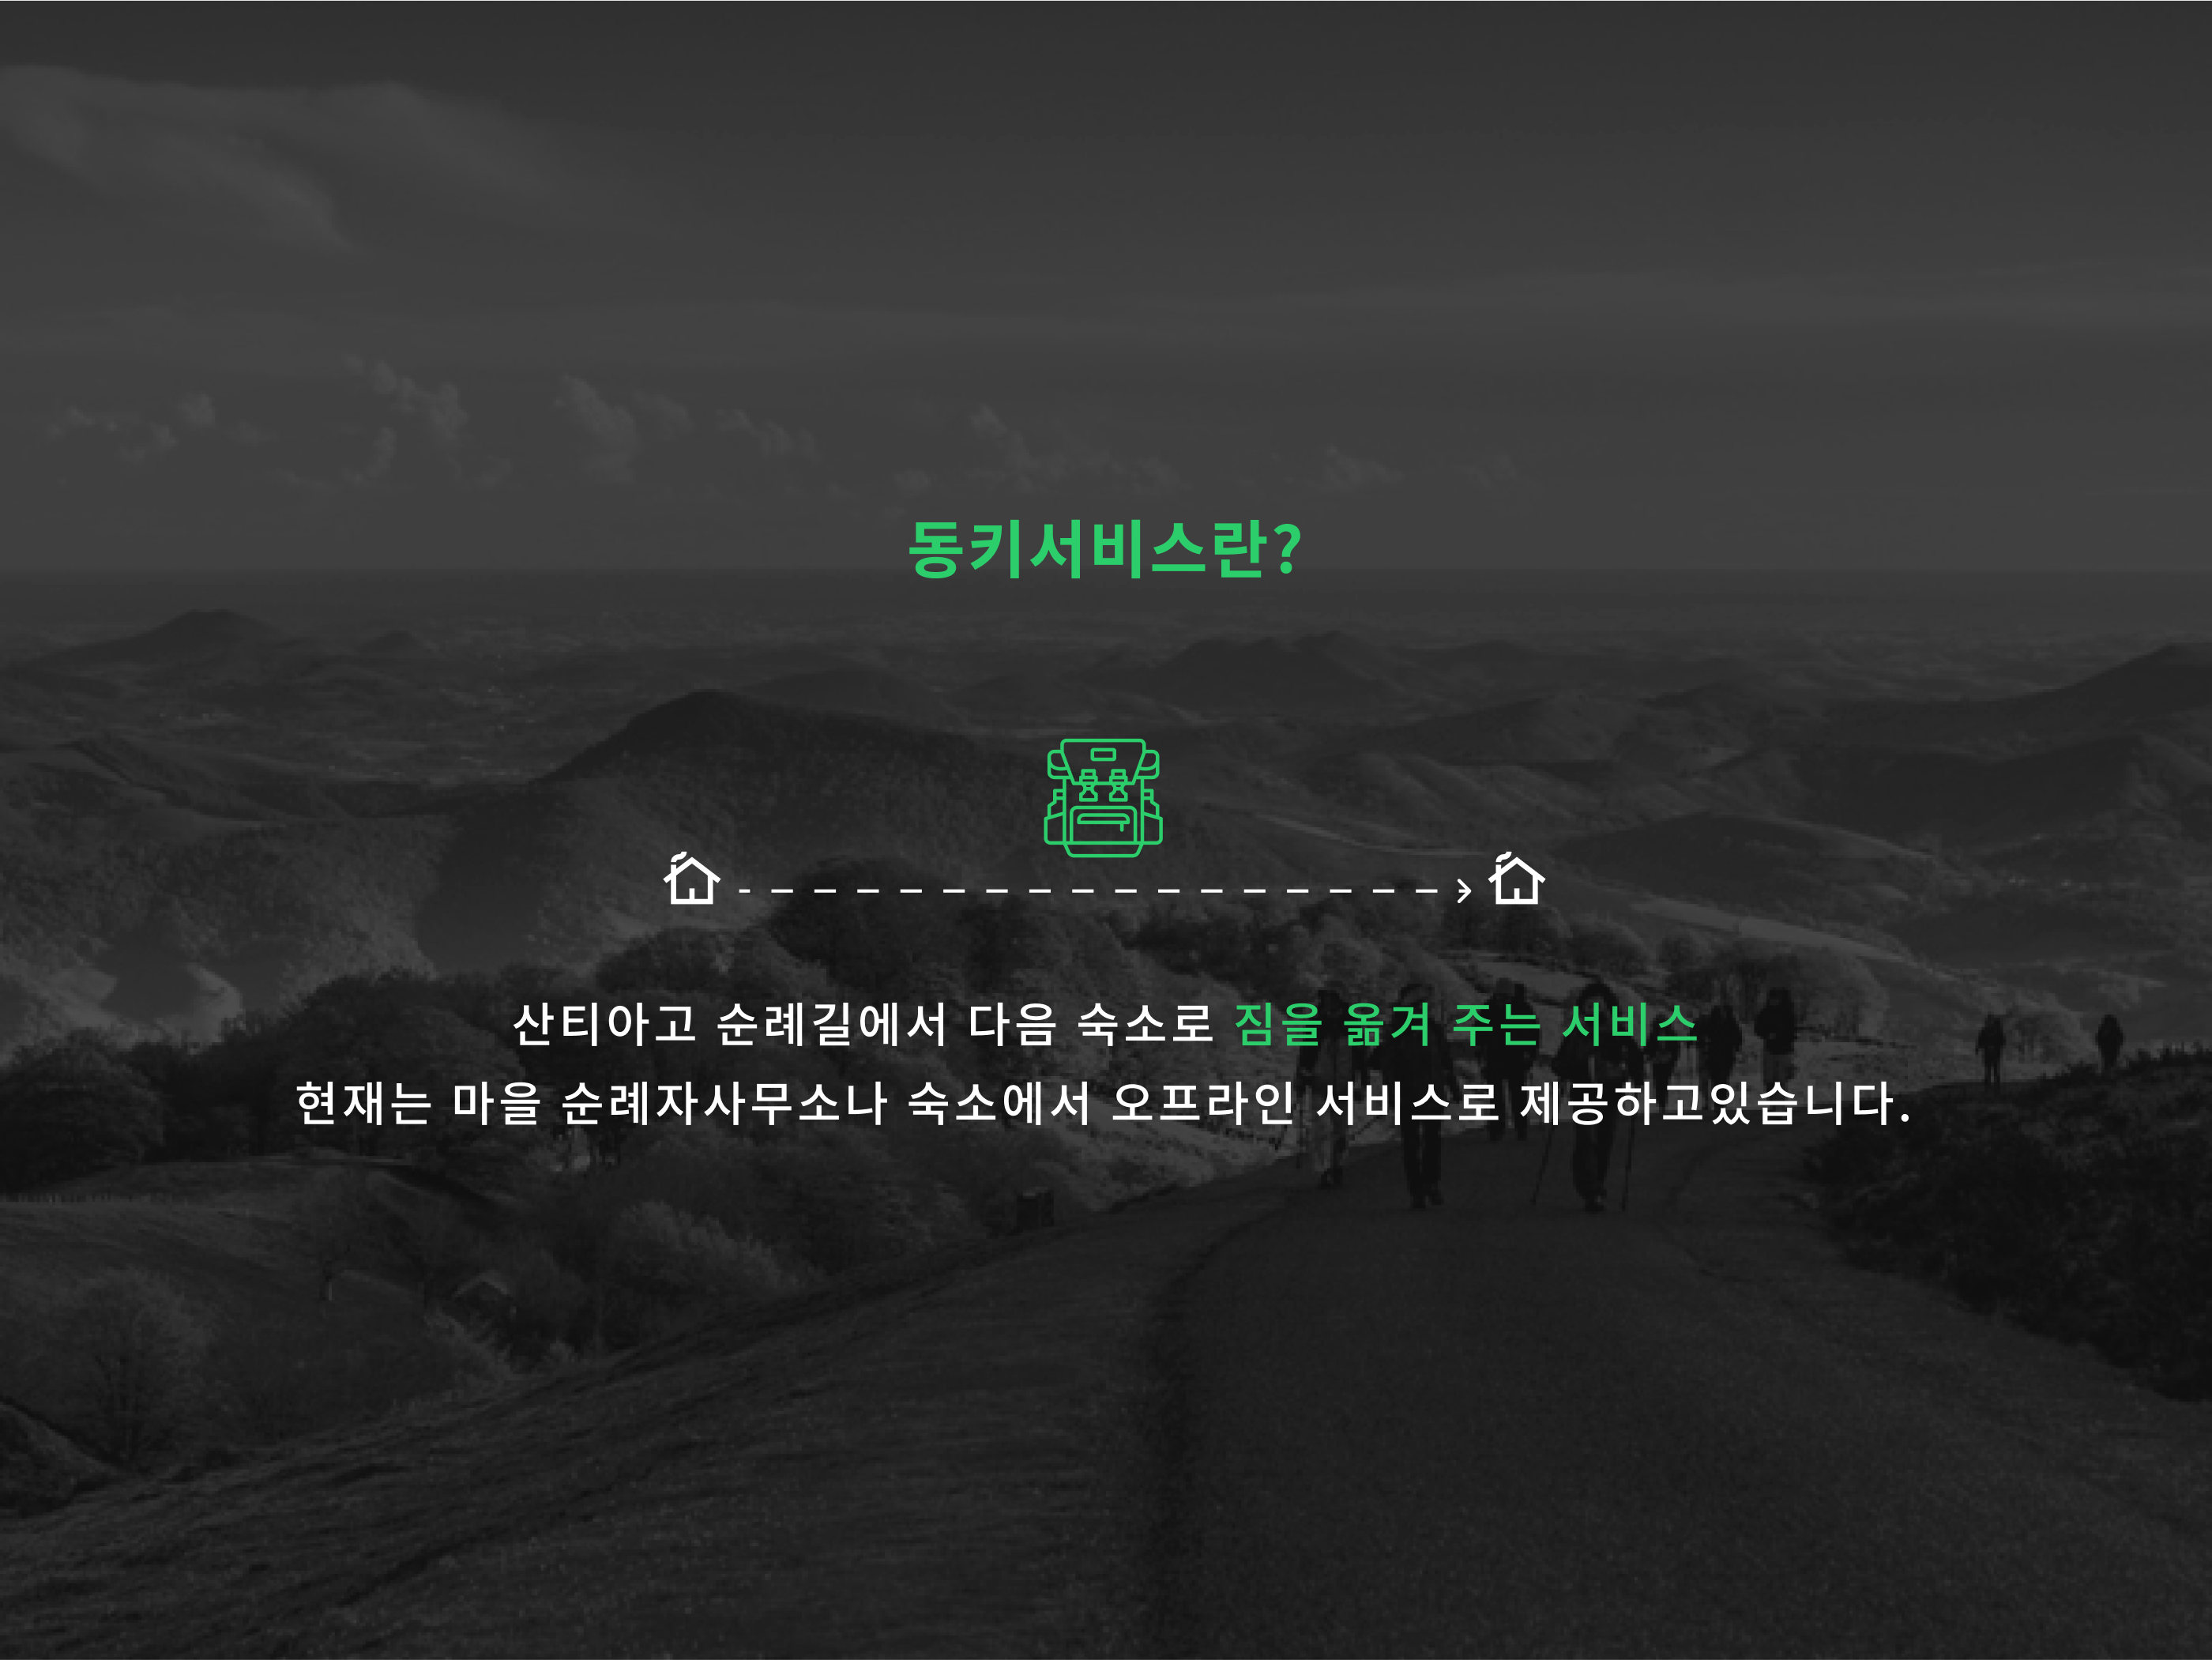 동키서비스란?
산티아고 순례길에서 다음 숙소로 짐을 옮겨 주는 서비스
현재는 마을 순례자사무소나 숙소에서 오프라인 서비스로 제공하고있습니다.